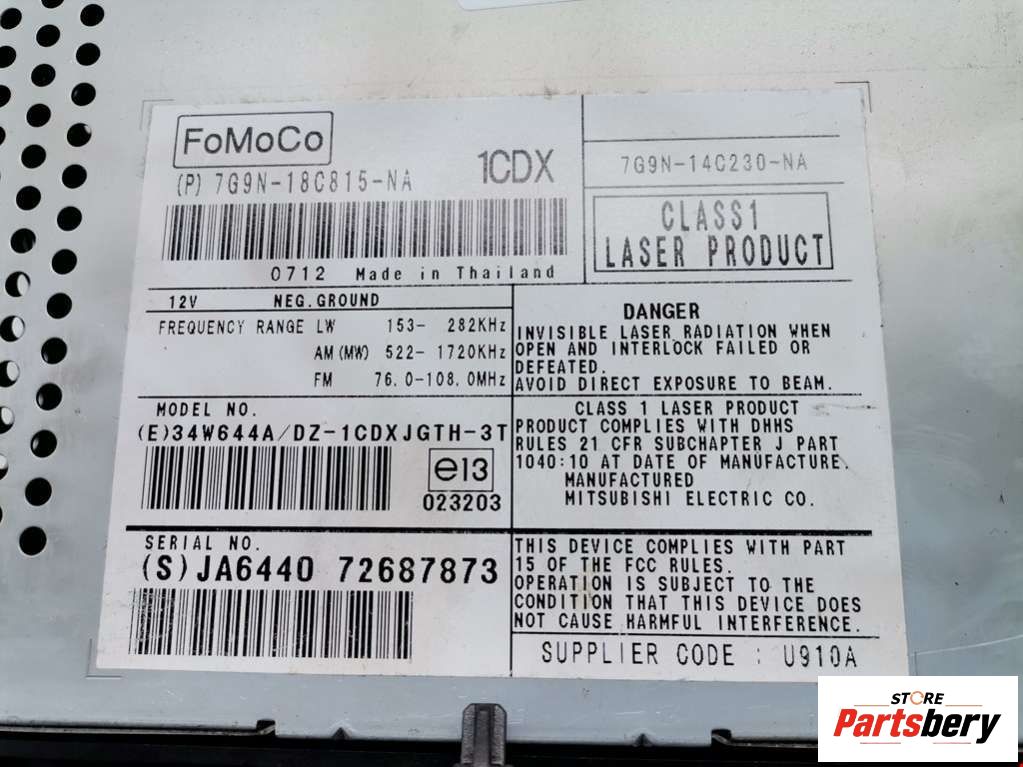 FoMoCo
(P) 7G9N-18C815-NA
1CDX
0712 Made in Thailand
7G9N-14C230-NA
CLASS1
LASER PRODUCT
12V NEG.GROUND
FREQUENCY RANGE LW 153- 282KHz
AM(MW) 522- 1720KHz
FM 76.0-108.0MHz
MODEL NO.
(E)34W644A/DZ-1CDXJGTH-3T
e13
023203
SERIAL NO.
(S)JA6440 72687873
DANGER
INVISIBLE LASER RADIATION WHEN
OPEN AND INTERLOCK FAILED OR
DEFEATED.
AVOID DIRECT EXPOSURE TO BEAM.
CLASS 1 LASER PRODUCT
PRODUCT COMPLIES WITH DHHS
RULES 21 CFR SUBCHAPTER J PART
1040:10 AT DATE OF MANUFACTURE.
MANUFACTURED
MITSUBISHI ELECTRIC CO.
THIS DEVICE COMPLIES WITH PART
15 OF THE FCC RULES.
OPERATION IS SUBJECT TO THE
CONDITION THAT THIS DEVICE DOES
NOT CAUSE HARMFUL INTERFERENCE.
SUPPLIER CODE : U910A
STORE
Partsbery